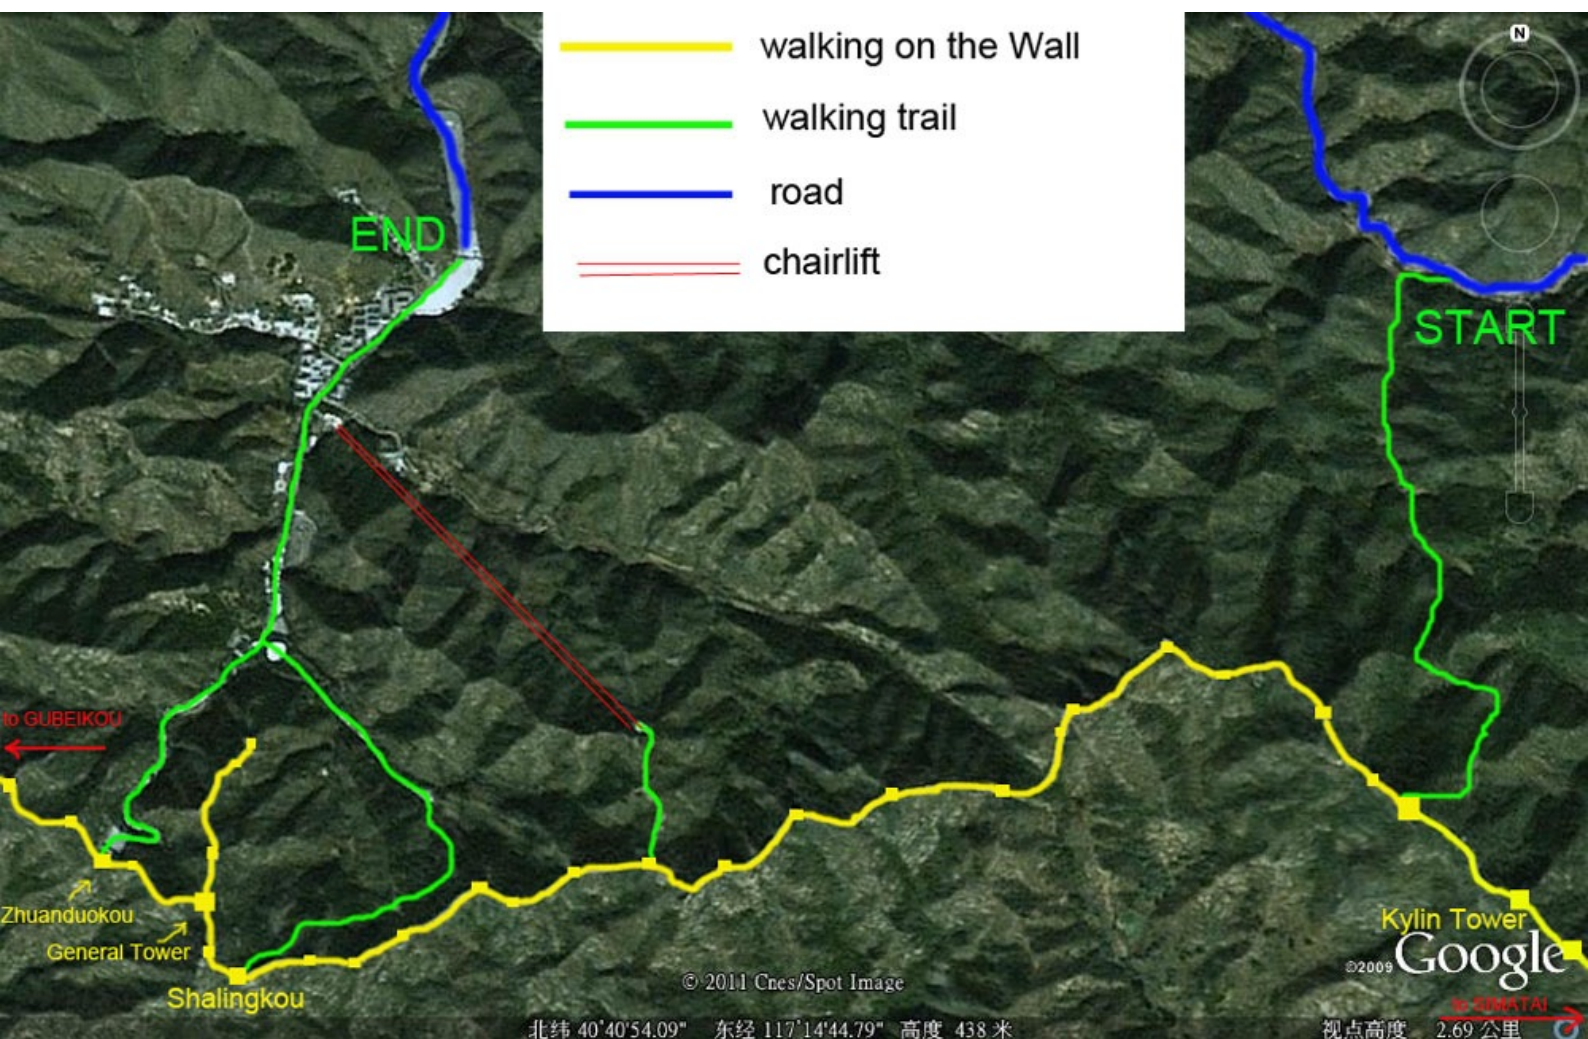 walking on the Wall
walking trail
road
chairlift
N
END
START
to GUBEIKOU
Zhuanduokou
General Tower
Shalingkou
Kylin Tower
©2009 Google
© 2011 Cnes/Spot Image
to SIMATAI
北纬 40°40'54.09" 东经 117°14'44.79" 高度 438 米 视点高度 2.69 公里